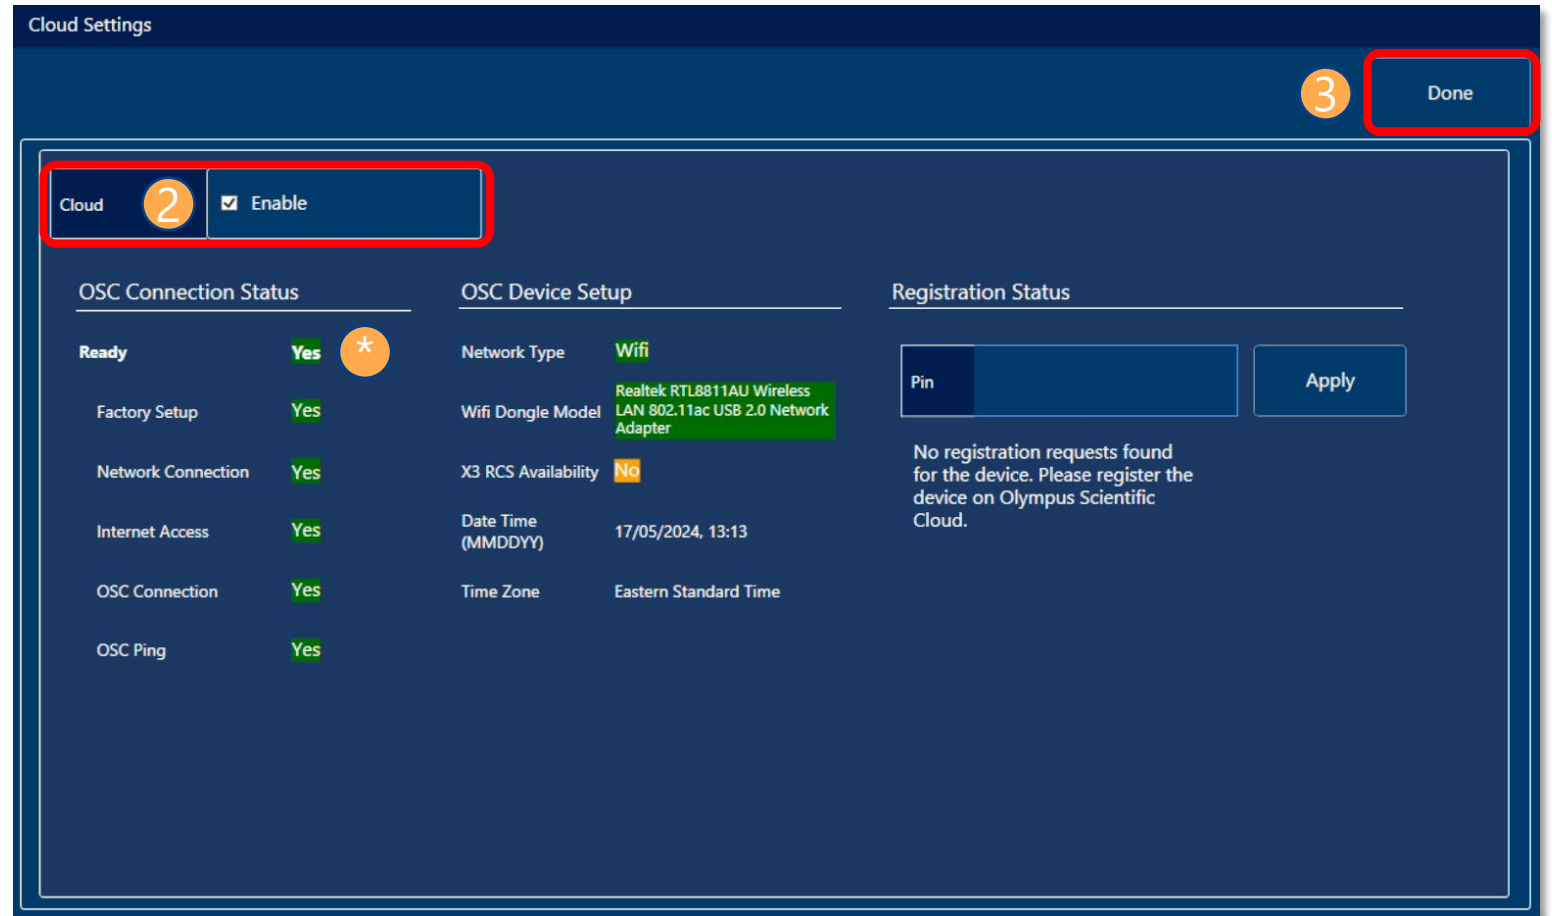 Cloud Settings
3
Done
Cloud
2
Enable
OSC Connection Status
Ready Yes *
Factory Setup Yes
Network Connection Yes
Internet Access Yes
OSC Connection Yes
OSC Ping Yes
OSC Device Setup
Network Type Wifi
Wifi Dongle Model
Realtek RTL8811AU Wireless
LAN 802.11ac USB 2.0 Network
Adapter
X3 RCS Availability No
Date Time
(MMDDYY)
17/05/2024, 13:13
Time Zone Eastern Standard Time
Registration Status
Pin
Apply
No registration requests found
for the device. Please register the
device on Olympus Scientific
Cloud.